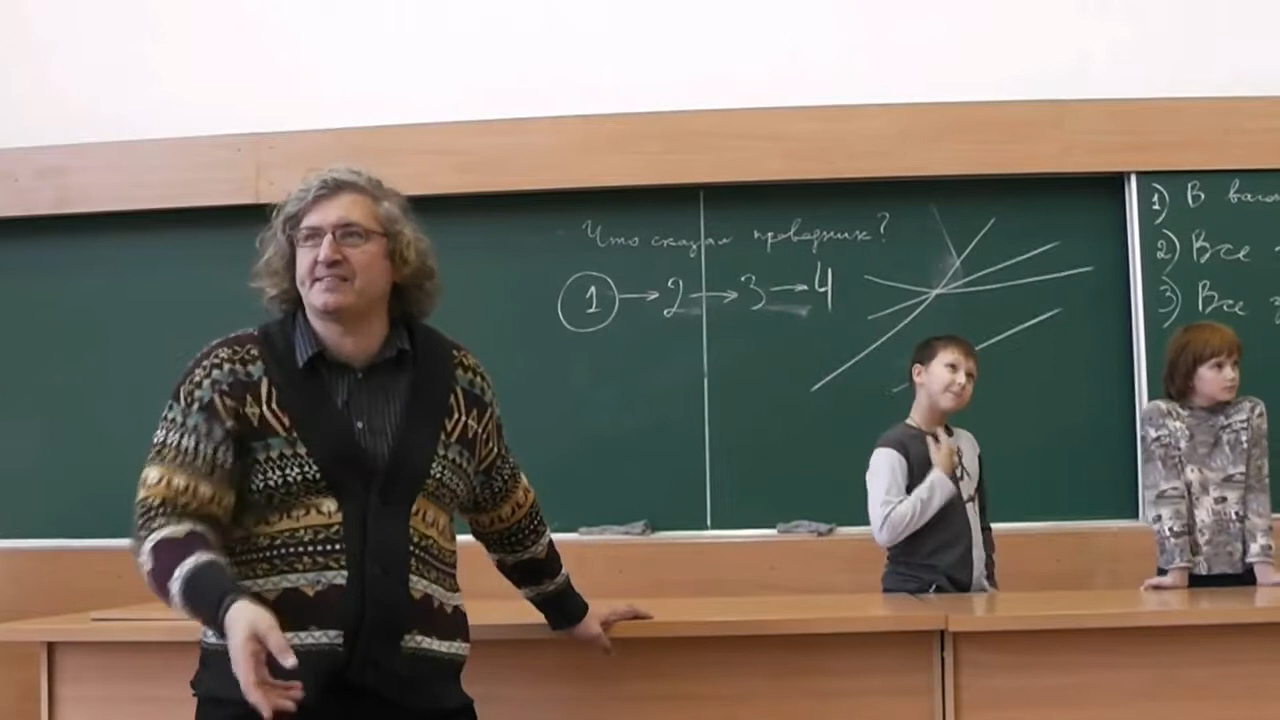 Что сказал проводник?
1 → 2 → 3 → 4
1) В
2) Все
3) Все